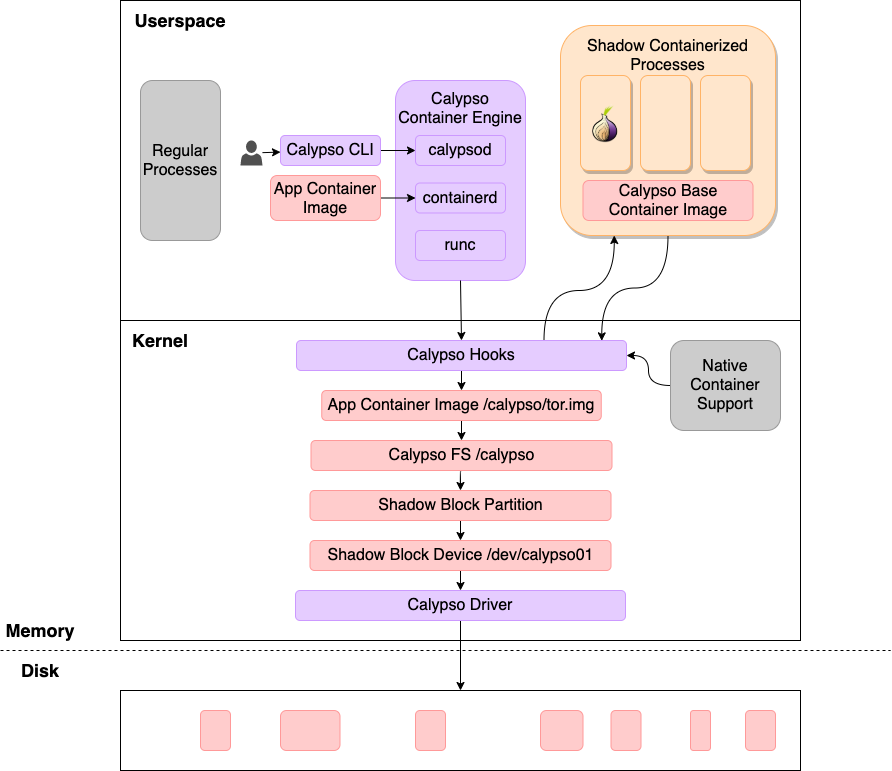 Userspace
Regular
Processes
Calypso CLI
App Container
Image
Calypso
Container Engine
calypsod
containerd
runc
Shadow Containerized
Processes
Calypso Base
Container Image
Kernel
Calypso Hooks
Native
Container
Support
App Container Image /calypso/tor.img
Calypso FS /calypso
Shadow Block Partition
Shadow Block Device /dev/calypso01
Calypso Driver
Memory
Disk